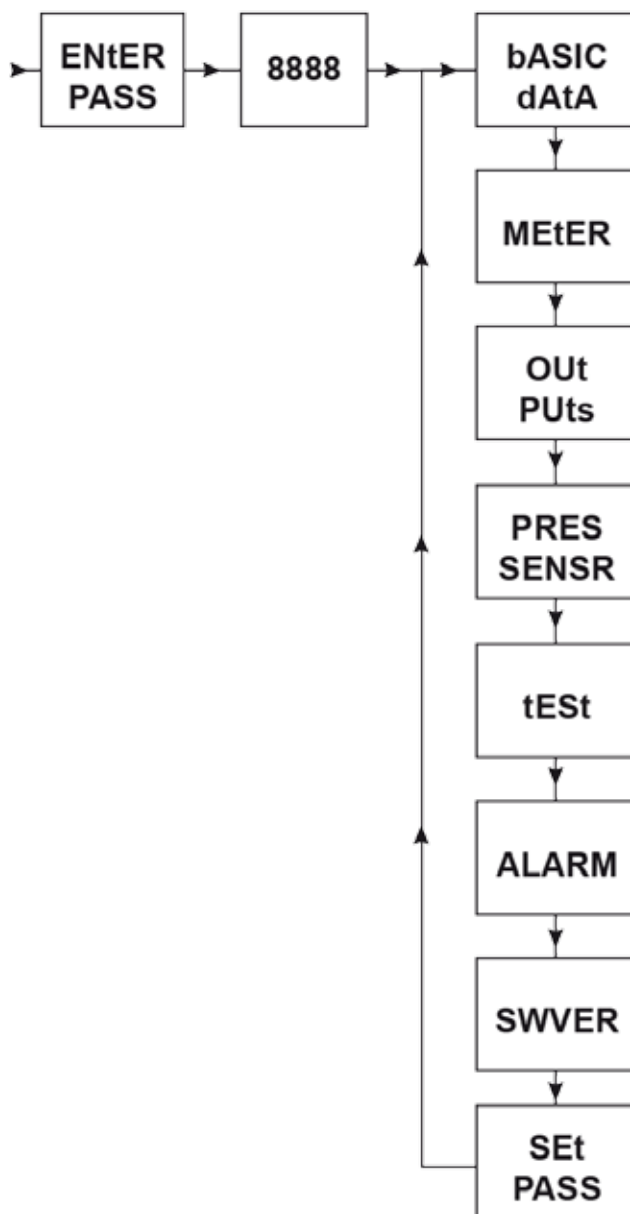 ENtER
PASS
8888
bASIC
dAtA
MEtER
OUt
PUts
PRES
SENSR
tESt
ALARM
SWVER
SEt
PASS